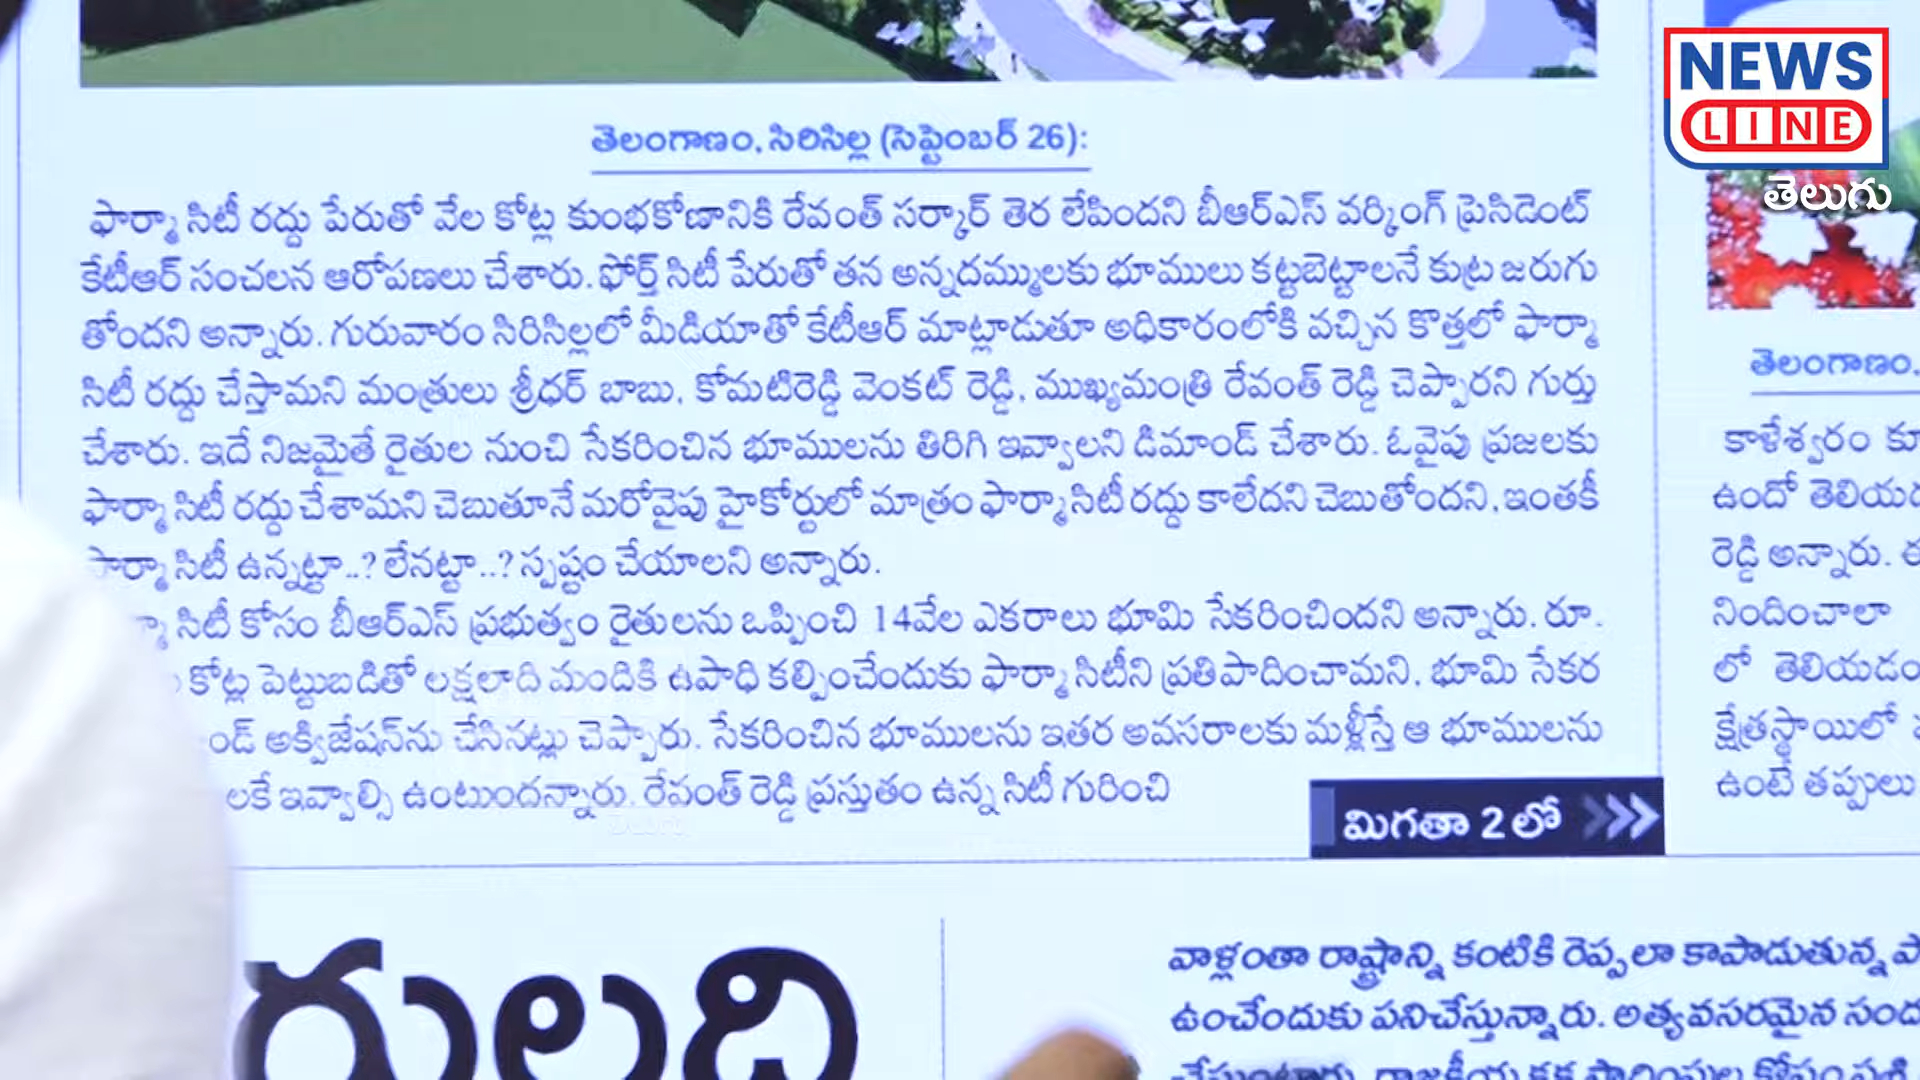 NEWS
LINE
తెలుగు
తెలంగాణం, సిరిసిల్ల (సెప్టెంబర్ 26):
ఫార్మా సిటీ రద్దు పేరుతో వేల కోట్ల కుంభకోణానికి రేవంత్ సర్కార్ తెర లేపిందని బీఆర్ఎస్ వర్కింగ్ ప్రెసిడెంట్
కేటీఆర్ సంచలన ఆరోపణలు చేశారు. ఫోర్త్ సిటీ పేరుతో తన అన్నదమ్ములకు భూములు కట్టబెట్టాలనే కుట్ర జరుగు
తోందని అన్నారు. గురువారం సిరిసిల్లలో మీడియాతో కేటీఆర్ మాట్లాడుతూ అధికారంలోకి వచ్చిన కొత్తలో ఫార్మా
సిటీ రద్దు చేస్తామని మంత్రులు శ్రీధర్ బాబు, కోమటిరెడ్డి వెంకట్ రెడ్డి, ముఖ్యమంత్రి రేవంత్ రెడ్డి చెప్పారని గుర్తు
చేశారు. ఇదే నిజమైతే రైతుల నుంచి సేకరించిన భూములను తిరిగి ఇవ్వాలని డిమాండ్ చేశారు. ఓవైపు ప్రజలకు
ఫార్మా సిటీ రద్దు చేశామని చెబుతూనే మరోవైపు హైకోర్టులో మాత్రం ఫార్మా సిటీ రద్దు కాలేదని చెబుతోందని, ఇంతకీ
ఫార్మా సిటీ ఉన్నట్టా..? లేనట్టా..? స్పష్టం చేయాలని అన్నారు.
సిటీ కోసం బీఆర్ఎస్ ప్రభుత్వం రైతులను ఒప్పించి 14వేల ఎకరాలు భూమి సేకరించిందని అన్నారు. రూ.
కోట్ల పెట్టుబడితో లక్షలాది మందికి ఉపాధి కల్పించేందుకు ఫార్మా సిటీని ప్రతిపాదించామని, భూమి సేకర
ండ్ అక్విజేషన్‌ను చేసినట్లు చెప్పారు. సేకరించిన భూములను ఇతర అవసరాలకు మళ్లీస్తే ఆ భూములను
లకే ఇవ్వాల్సి ఉంటుందన్నారు. రేవంత్ రెడ్డి ప్రస్తుతం ఉన్న సిటీ గురించి
మిగతా 2 లో
తెలంగాణం,
కాళేశ్వరం కూ
ఉందో తెలియద
రెడ్డి అన్నారు. ఈ
నిందించాలా
లో తెలియడం
క్షేత్రస్థాయిలో
ఉంటే తప్పులు
రులది
వాళ్లంతా రాష్ట్రాన్ని కంటికి రెప్పలా కాపాడుతున్న పా
ఉంచేందుకు పనిచేస్తున్నారు. అత్యవసరమైన సంద